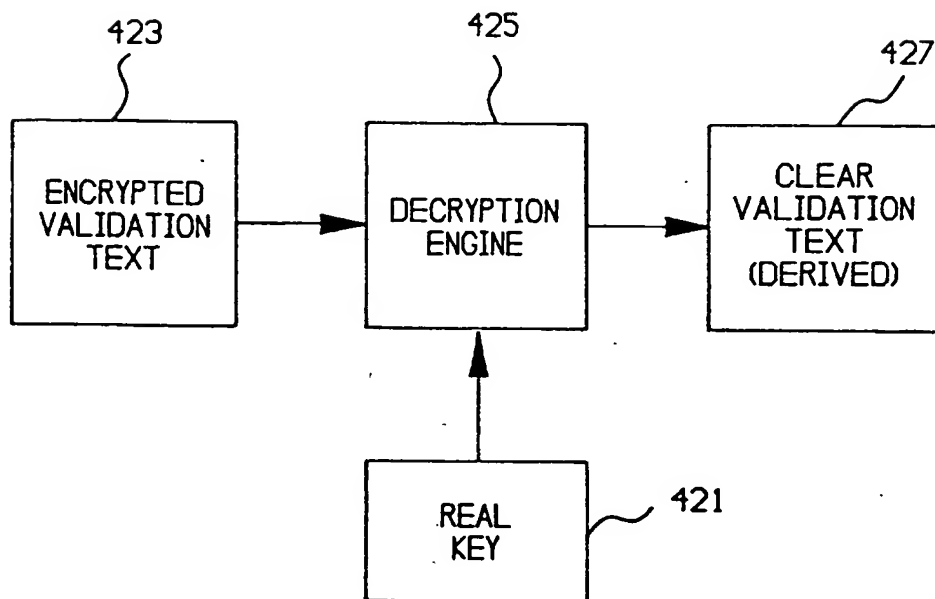 423
425
427
ENCRYPTED
VALIDATION
TEXT
DECRYPTION
ENGINE
CLEAR
VALIDATION
TEXT
(DERIVED)
REAL
KEY
421